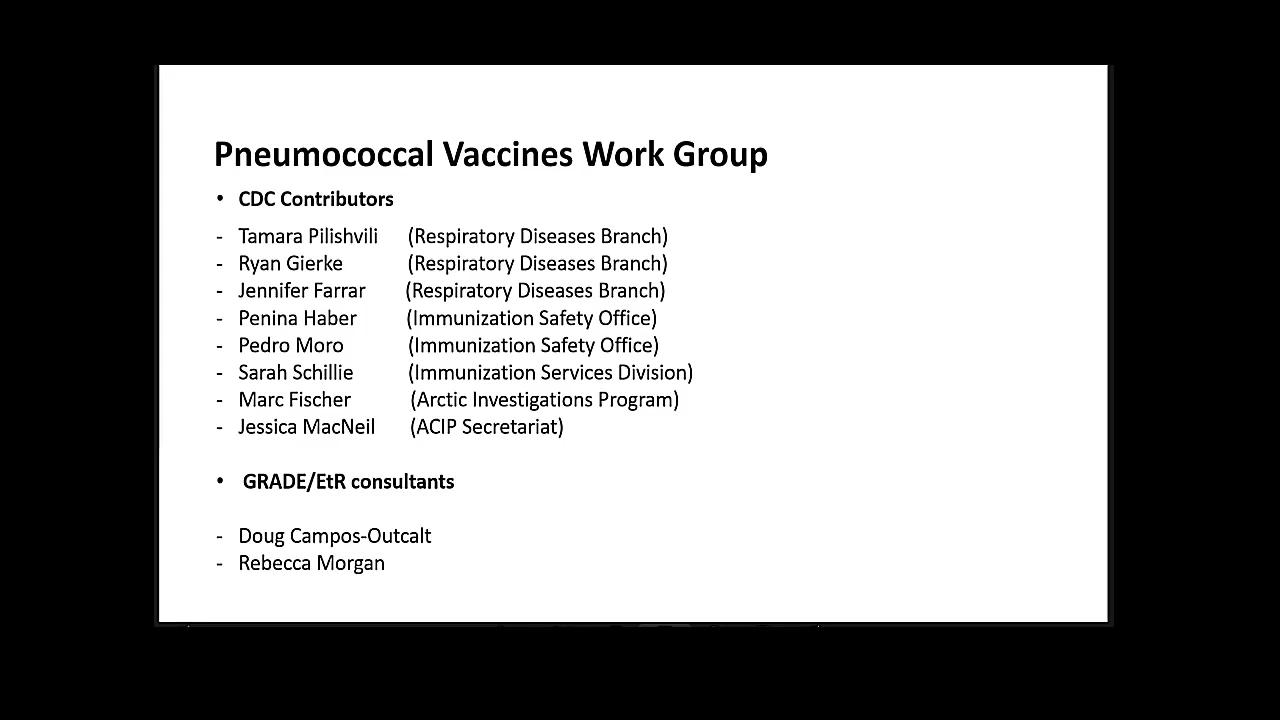 Pneumococcal Vaccines Work Group
• CDC Contributors
- Tamara Pilishvili (Respiratory Diseases Branch)
- Ryan Gierke (Respiratory Diseases Branch)
- Jennifer Farrar (Respiratory Diseases Branch)
- Penina Haber (Immunization Safety Office)
- Pedro Moro (Immunization Safety Office)
- Sarah Schillie (Immunization Services Division)
- Marc Fischer (Arctic Investigations Program)
- Jessica MacNeil (ACIP Secretariat)
• GRADE/EtR consultants
- Doug Campos-Outcalt
- Rebecca Morgan